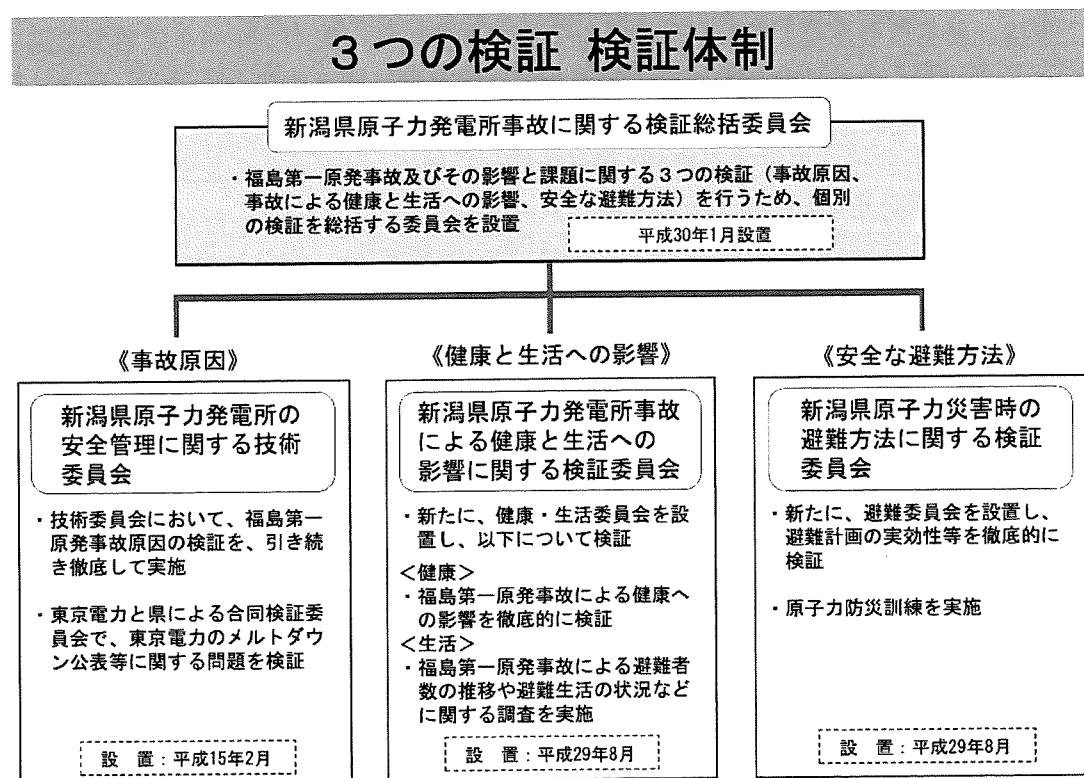 3つの検証 検証体制
新潟県原子力発電所事故に関する検証総括委員会
・福島第一原発事故及びその影響と課題に関する3つの検証（事故原因、
事故による健康と生活への影響、安全な避難方法）を行うため、個別
の検証を総括する委員会を設置
平成30年1月設置
《事故原因》
新潟県原子力発電所の
安全管理に関する技術
委員会
・技術委員会において、福島第一
原発事故原因の検証を、引き続
き徹底して実施
・東京電力と県による合同検証委
員会で、東京電力のメルトダウ
ン公表等に関する問題を検証
設 置：平成15年2月
《健康と生活への影響》
新潟県原子力発電所事故
による健康と生活への
影響に関する検証委員会
・新たに、健康・生活委員会を設
置し、以下について検証
＜健康＞
・福島第一原発事故による健康へ
の影響を徹底的に検証
＜生活＞
・福島第一原発事故による避難者
数の推移や避難生活の状況など
に関する調査を実施
設 置：平成29年8月
《安全な避難方法》
新潟県原子力災害時の
避難方法に関する検証
委員会
・新たに、避難委員会を設置し、
避難計画の実効性等を徹底的に
検証
・原子力防災訓練を実施
設 置：平成29年8月